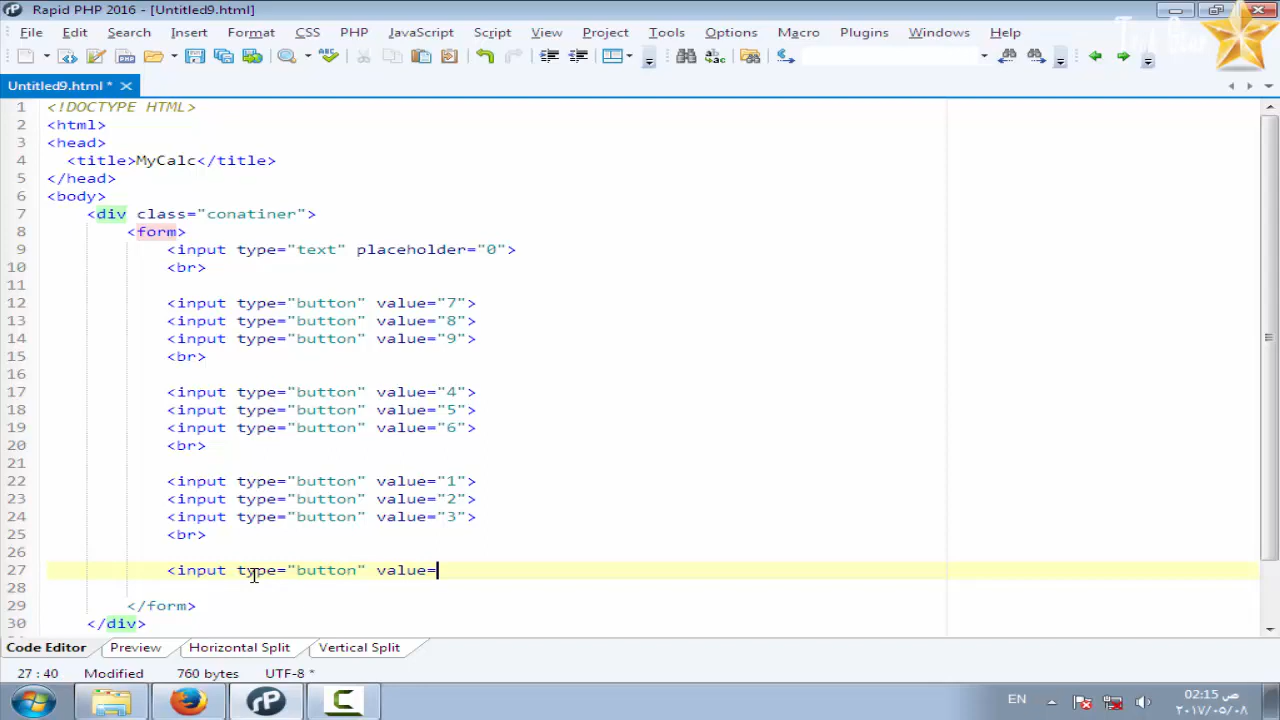 Rapid PHP 2016 - [Untitled9.html]
File Edit Search Insert Format CSS PHP JavaScript Script View Project Tools Options Macro Plugins Windows Help
Untitled9.html *
1 <!DOCTYPE HTML>
2 <html>
3 <head>
4 <title>MyCalc</title>
5 </head>
6 <body>
7 <div class="conatiner">
8 <form>
9 <input type="text" placeholder="0">
10 <br>
11
12 <input type="button" value="7">
13 <input type="button" value="8">
14 <input type="button" value="9">
15 <br>
16
17 <input type="button" value="4">
18 <input type="button" value="5">
19 <input type="button" value="6">
20 <br>
21
22 <input type="button" value="1">
23 <input type="button" value="2">
24 <input type="button" value="3">
25 <br>
26
27 <input type="button" value=
28
29 </form>
30 </div>
Code Editor Preview Horizontal Split Vertical Split
27 : 40 Modified 760 bytes UTF-8 *
EN
02:15 ص
٢٠١٧/٠٥/٠٨